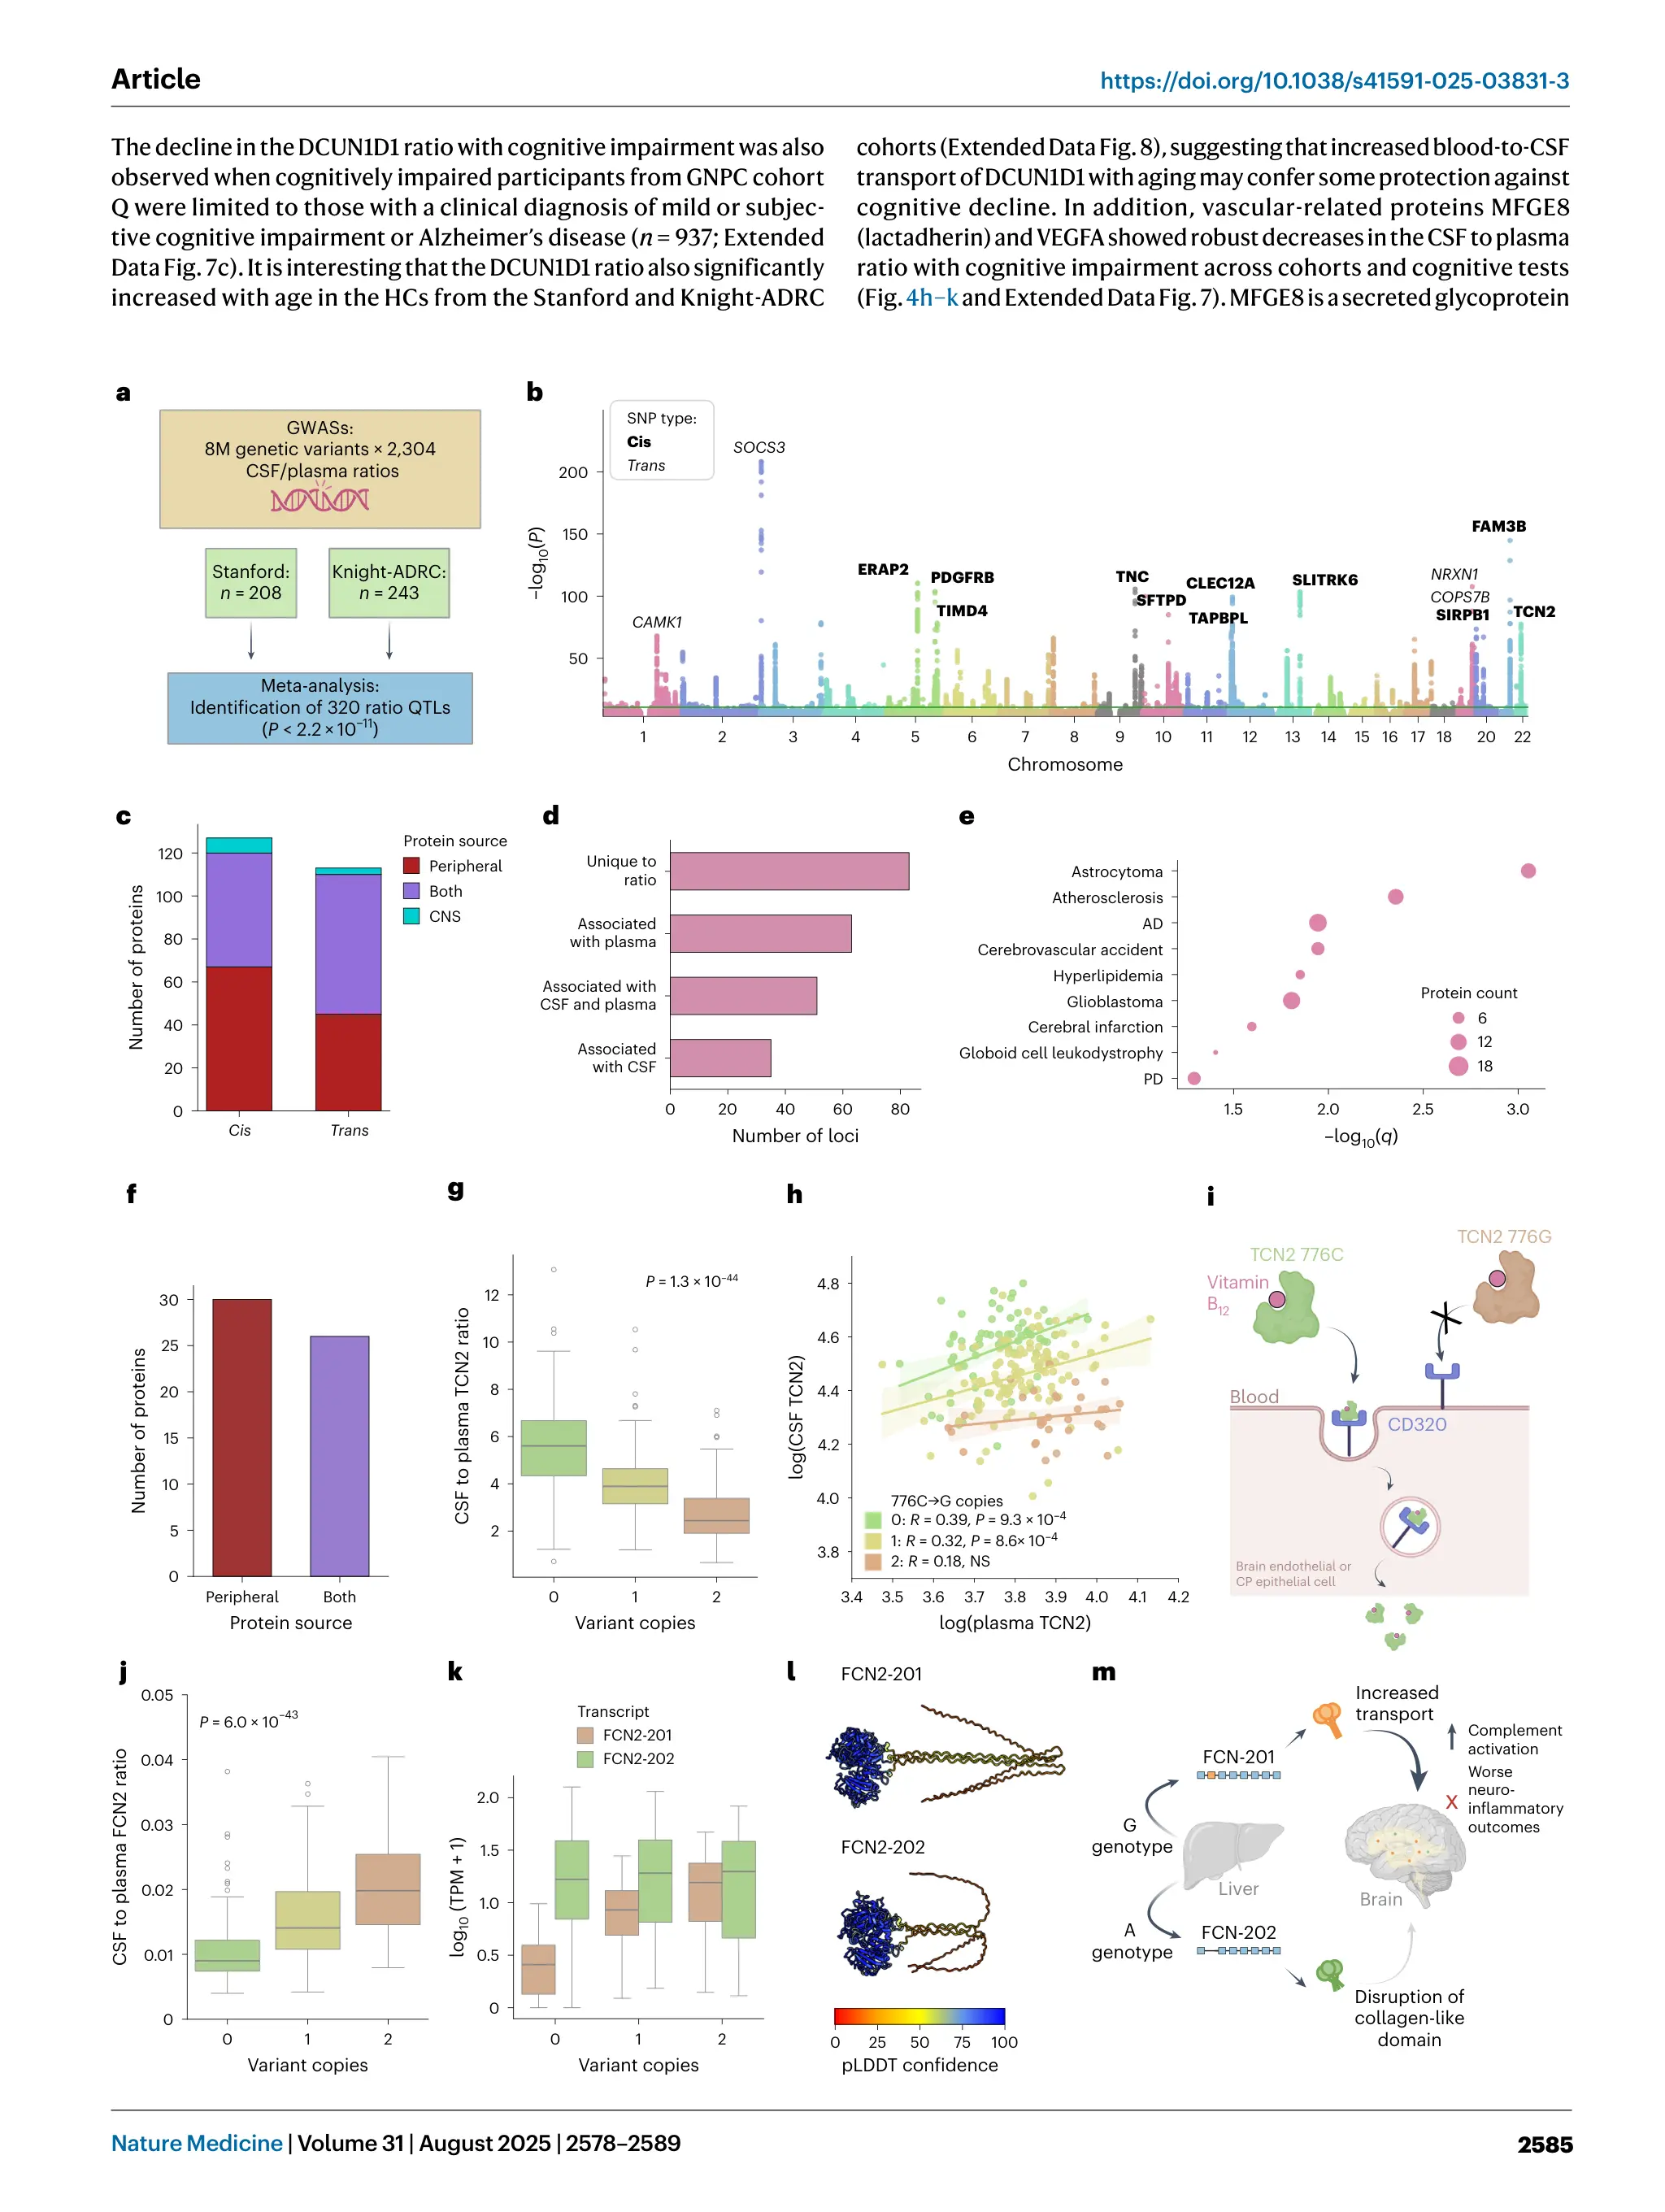 Article
https://doi.org/10.1038/s41591-025-03831-3
The decline in the DCUN1D1 ratio with cognitive impairment was also
observed when cognitively impaired participants from GNPC cohort
Q were limited to those with a clinical diagnosis of mild or subjec-
tive cognitive impairment or Alzheimer's disease (n = 937; Extended
Data Fig. 7c). It is interesting that the DCUN1D1 ratio also significantly
increased with age in the HCs from the Stanford and Knight-ADRC
cohorts (Extended Data Fig. 8), suggesting that increased blood-to-CSF
transport of DCUN1D1 with aging may confer some protection against
cognitive decline. In addition, vascular-related proteins MFGE8
(lactadherin) and VEGFA showed robust decreases in the CSF to plasma
ratio with cognitive impairment across cohorts and cognitive tests
(Fig. 4h–k and Extended Data Fig. 7). MFGE8 is a secreted glycoprotein
a
GWASs:
8M genetic variants × 2,304
CSF/plasma ratios
Stanford:
n = 208
Knight-ADRC:
n = 243
Meta-analysis:
Identification of 320 ratio QTLs
(P < 2.2 × 10⁻¹¹)
b
SNP type:
Cis
Trans
–log₁₀(P)
200
150
100
50
CAMK1
SOCS3
ERAP2
PDGFRB
TIMD4
TNC
SFTPD
CLEC12A
TAPBPL
SLITRK6
NRXN1
COPS7B
SIRPB1
FAM3B
TCN2
1 2 3 4 5 6 7 8 9 10 11 12 13 14 15 16 17 18 20 22
Chromosome
c
Number of proteins
120
100
80
60
40
20
0
Cis Trans
Protein source
Peripheral
Both
CNS
d
Unique to
ratio
Associated
with plasma
Associated with
CSF and plasma
Associated
with CSF
0 20 40 60 80
Number of loci
e
Astrocytoma
Atherosclerosis
AD
Cerebrovascular accident
Hyperlipidemia
Glioblastoma
Cerebral infarction
Globoid cell leukodystrophy
PD
Protein count
6
12
18
1.5 2.0 2.5 3.0
–log₁₀(q)
f
Number of proteins
30
25
20
15
10
5
0
Peripheral Both
Protein source
g
CSF to plasma TCN2 ratio
P = 1.3 × 10⁻⁴⁴
12
10
8
6
4
2
0 1 2
Variant copies
h
log(CSF TCN2)
4.8
4.6
4.4
4.2
4.0
3.8
776C→G copies
0: R = 0.39, P = 9.3 × 10⁻⁴
1: R = 0.32, P = 8.6× 10⁻⁴
2: R = 0.18, NS
3.4 3.5 3.6 3.7 3.8 3.9 4.0 4.1 4.2
log(plasma TCN2)
i
TCN2 776C
TCN2 776G
Vitamin
B₁₂
Blood
CD320
Brain endothelial or
CP epithelial cell
j
CSF to plasma FCN2 ratio
P = 6.0 × 10⁻⁴³
0.05
0.04
0.03
0.02
0.01
0
0 1 2
Variant copies
k
Transcript
FCN2-201
FCN2-202
log₁₀ (TPM + 1)
2.0
1.5
1.0
0.5
0
0 1 2
Variant copies
l
FCN2-201
FCN2-202
0 25 50 75 100
pLDDT confidence
m
Increased
transport
Complement
activation
Worse
neuro-
inflammatory
outcomes
X
FCN-201
G
genotype
Liver
Brain
A
genotype
FCN-202
Disruption of
collagen-like
domain
Nature Medicine | Volume 31 | August 2025 | 2578–2589
2585